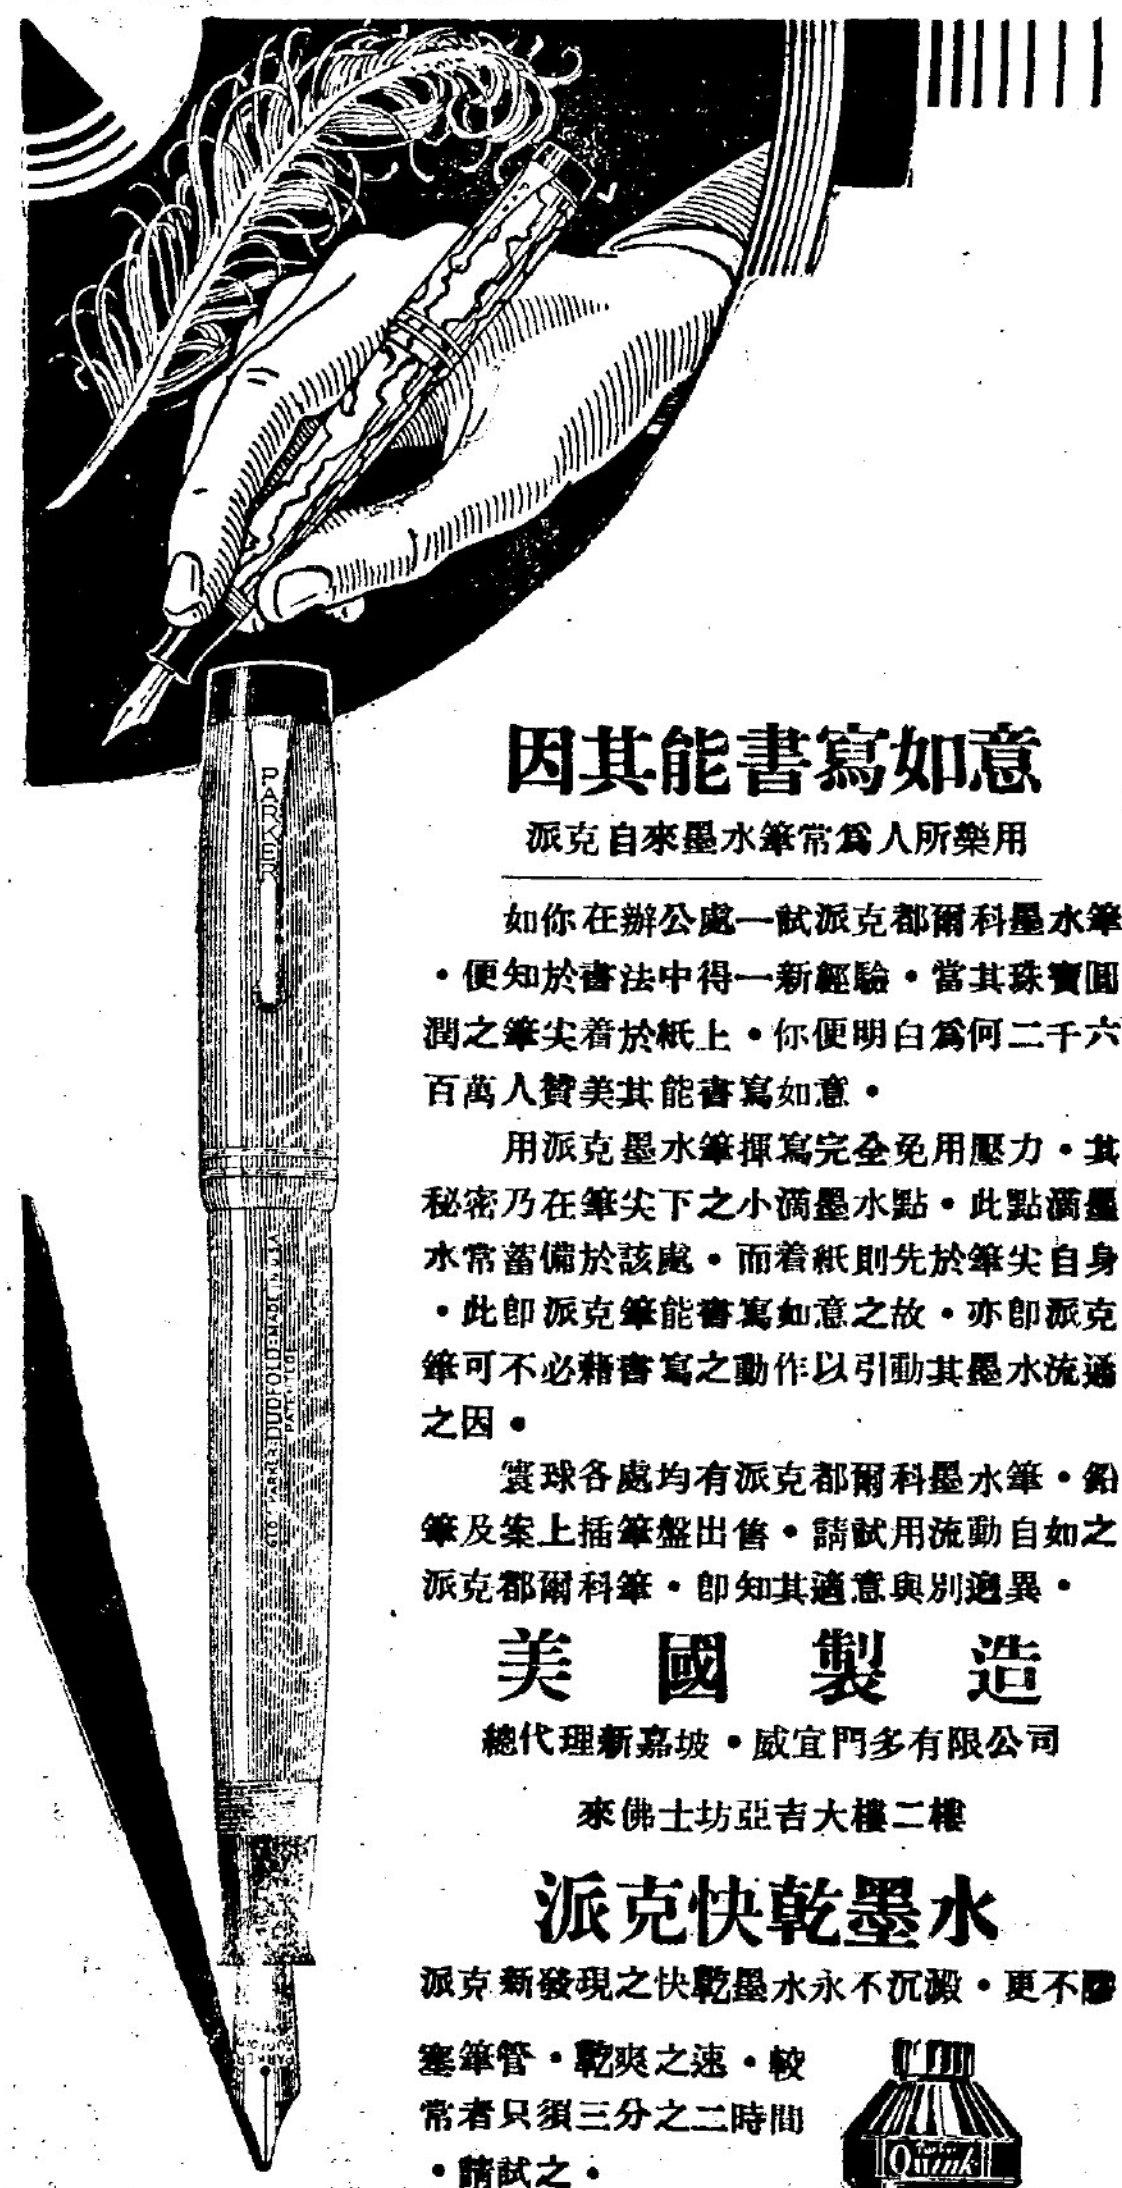 PARKER
GEO. S. PARKER-DUOFOLD MADE IN U.S.A.
因其能書寫如意
派克自來墨水筆常爲人所樂用
如你在辦公處一試派克都爾科墨水筆
•便知於書法中得一新經驗•當其珠寶圓
潤之筆尖着於紙上•你便明白爲何二千六
百萬人贊美其能書寫如意•
用派克墨水筆揮寫完全免用壓力•其
秘密乃在筆尖下之小滴墨水點•此點滴墨
水常蓄備於該處•而着紙則先於筆尖自身
•此卽派克筆能書寫如意之故•亦卽派克
筆可不必藉書寫之動作以引動其墨水流通
之因•
寰球各處均有派克都爾科墨水筆•鉛
筆及案上插筆盤出售•請試用流動自如之
派克都爾科筆•卽知其適意與別逈異•
美國製造
總代理新嘉坡•威宜門多有限公司
來佛士坊亞吉大樓二樓
派克快乾墨水
派克新發現之快乾墨水永不沉澱•更不膠
塞筆管•乾爽之速•較
常者只須三分之二時間
•請試之•
Quink